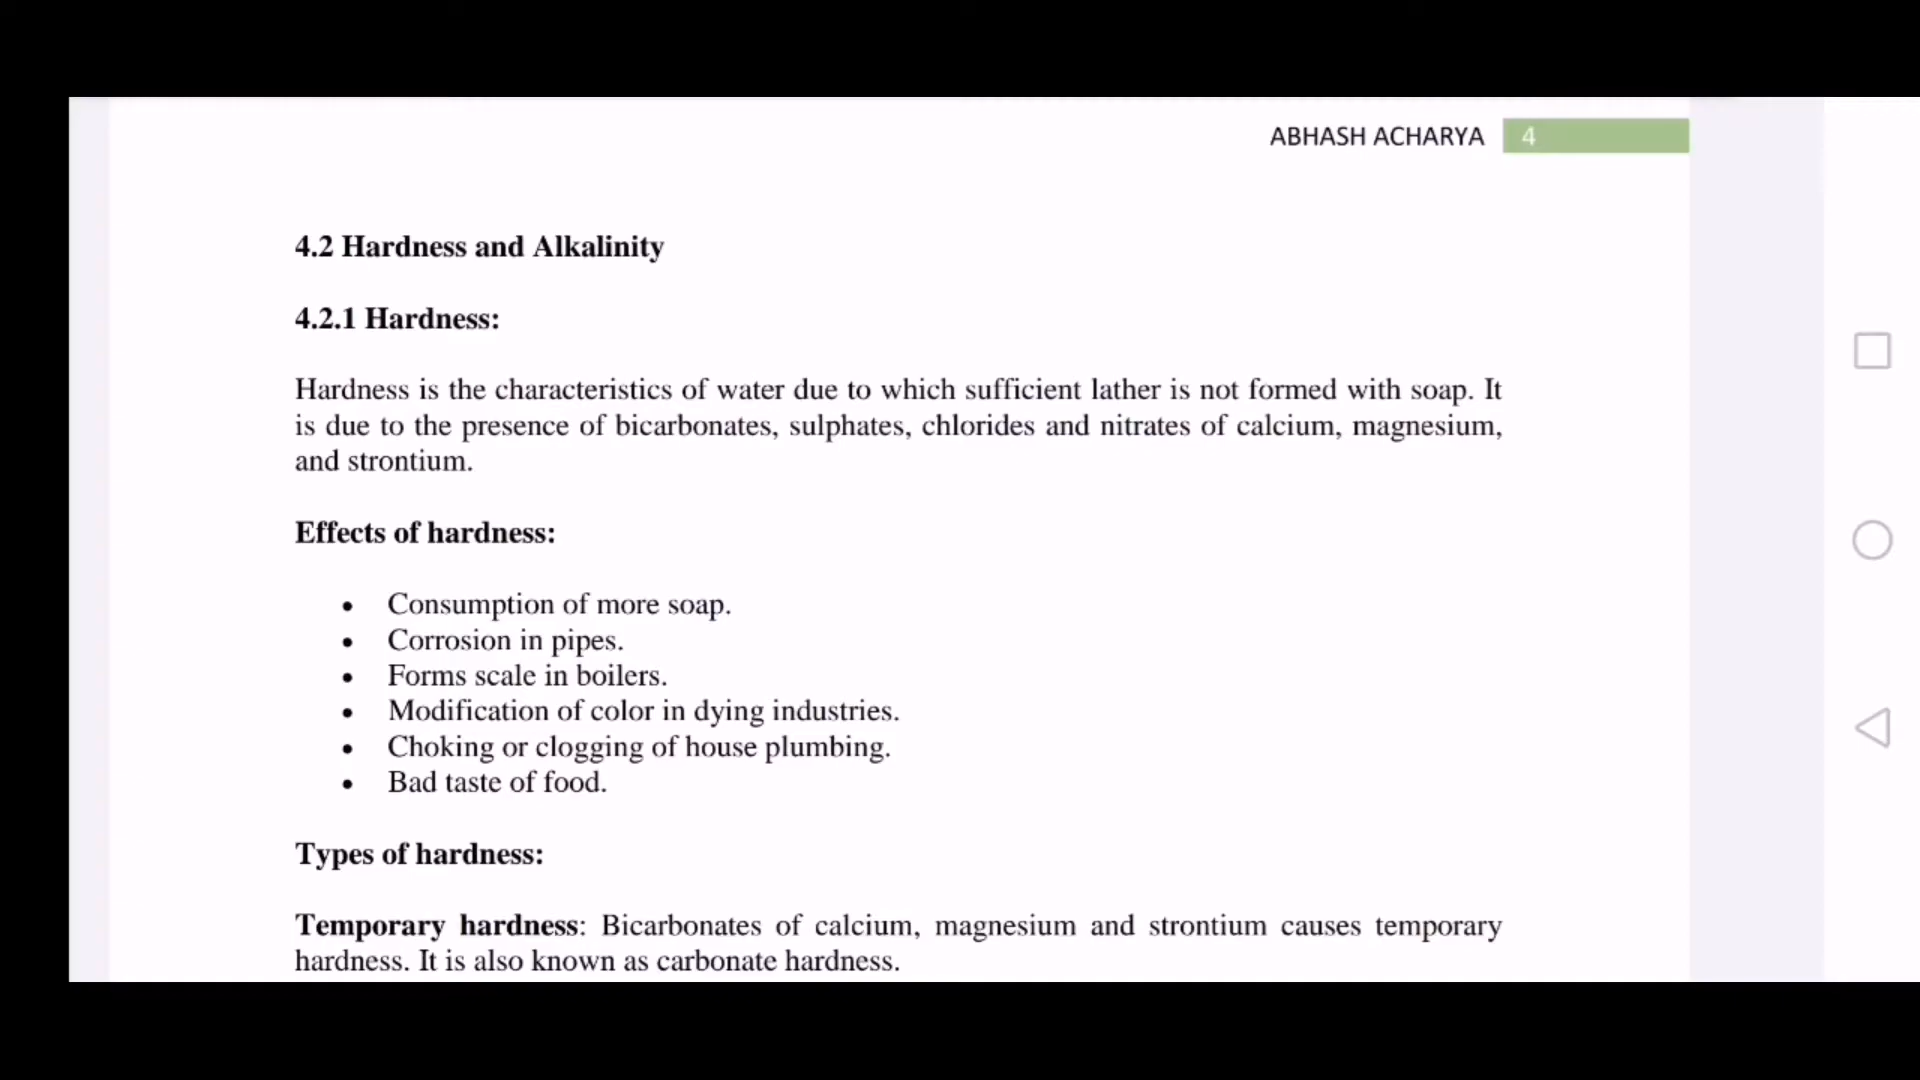 ABHASH ACHARYA 4
4.2 Hardness and Alkalinity
4.2.1 Hardness:
Hardness is the characteristics of water due to which sufficient lather is not formed with soap. It
is due to the presence of bicarbonates, sulphates, chlorides and nitrates of calcium, magnesium,
and strontium.
Effects of hardness:
• Consumption of more soap.
• Corrosion in pipes.
• Forms scale in boilers.
• Modification of color in dying industries.
• Choking or clogging of house plumbing.
• Bad taste of food.
Types of hardness:
Temporary hardness: Bicarbonates of calcium, magnesium and strontium causes temporary
hardness. It is also known as carbonate hardness.